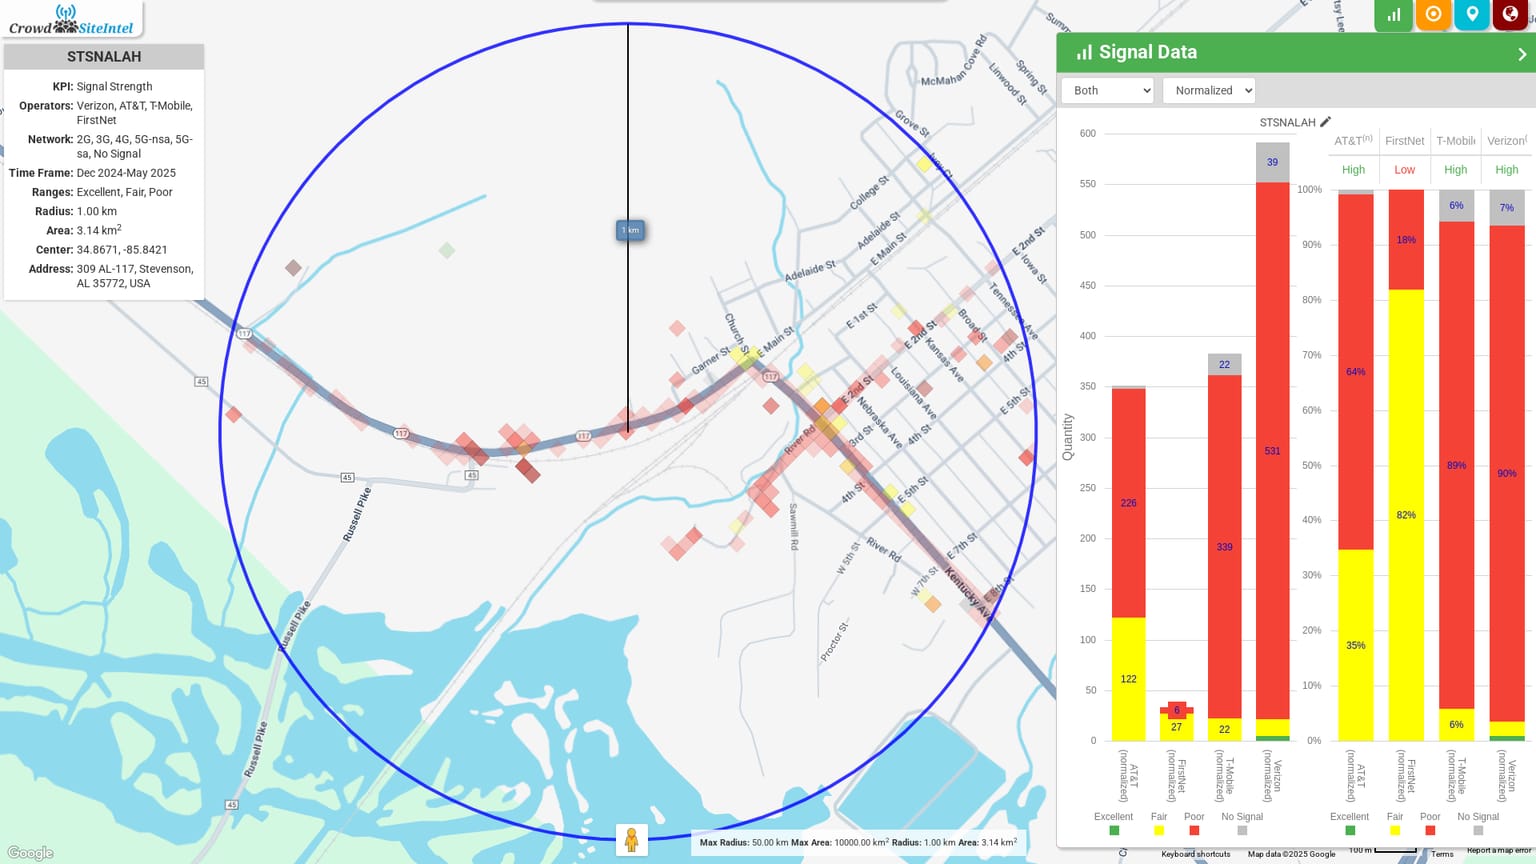 Crowd SiteIntel
STSNALAH
KPI: Signal Strength
Operators: Verizon, AT&T, T-Mobile,
FirstNet
Network: 2G, 3G, 4G, 5G-nsa, 5G-
sa, No Signal
Time Frame: Dec 2024-May 2025
Ranges: Excellent, Fair, Poor
Radius: 1.00 km
Area: 3.14 km²
Center: 34.8671, -85.8421
Address: 309 AL-117, Stevenson,
AL 35772, USA
1 km
McMahan Cove Rd
Linwood St
Spring St
Grove St
Ivey Ct
College St
Adelaide St
E Main St
Adelaide St
E 2nd St
E Iowa St
Tennessee Ave
E 1st St
Broad St
E 2nd St
Kansas Ave
4th St
Church St
E Main St
Garner St
Louisiana Ave
E 2nd St
Nebraska Ave
E 5th St
3rd St
4th St
River Rd
4th St
E 5th St
Sawmill Rd
River Rd
E 7th St
W 5th St
W 7th St
Kentucky Ave
E 8th St
Proctor St
117
45
117
117
117
45
45
Russell Pike
Russell Pike
Russell Pike
45
Google
Max Radius: 50.00 km Max Area: 10000.00 km² Radius: 1.00 km Area: 3.14 km²
Keyboard shortcuts
Map data ©2025 Google
100 m
Terms
Report a map error
Signal Data
Both
Normalized
STSNALAH
Quantity
600
550
500
450
400
350
300
250
200
150
100
50
0
226
122
6
27
22
339
22
39
531
AT&T
(normalized)
FirstNet
(normalized)
T-Mobile
(normalized)
Verizon
(normalized)
Excellent
Fair
Poor
No Signal
AT&T(n)
FirstNet
T-Mobile
Verizon(
High
Low
High
High
100%
90%
80%
70%
60%
50%
40%
30%
20%
10%
0%
64%
35%
18%
82%
6%
89%
6%
7%
90%
AT&T
(normalized)
FirstNet
(normalized)
T-Mobile
(normalized)
Verizon
(normalized)
Excellent
Fair
Poor
No Signal